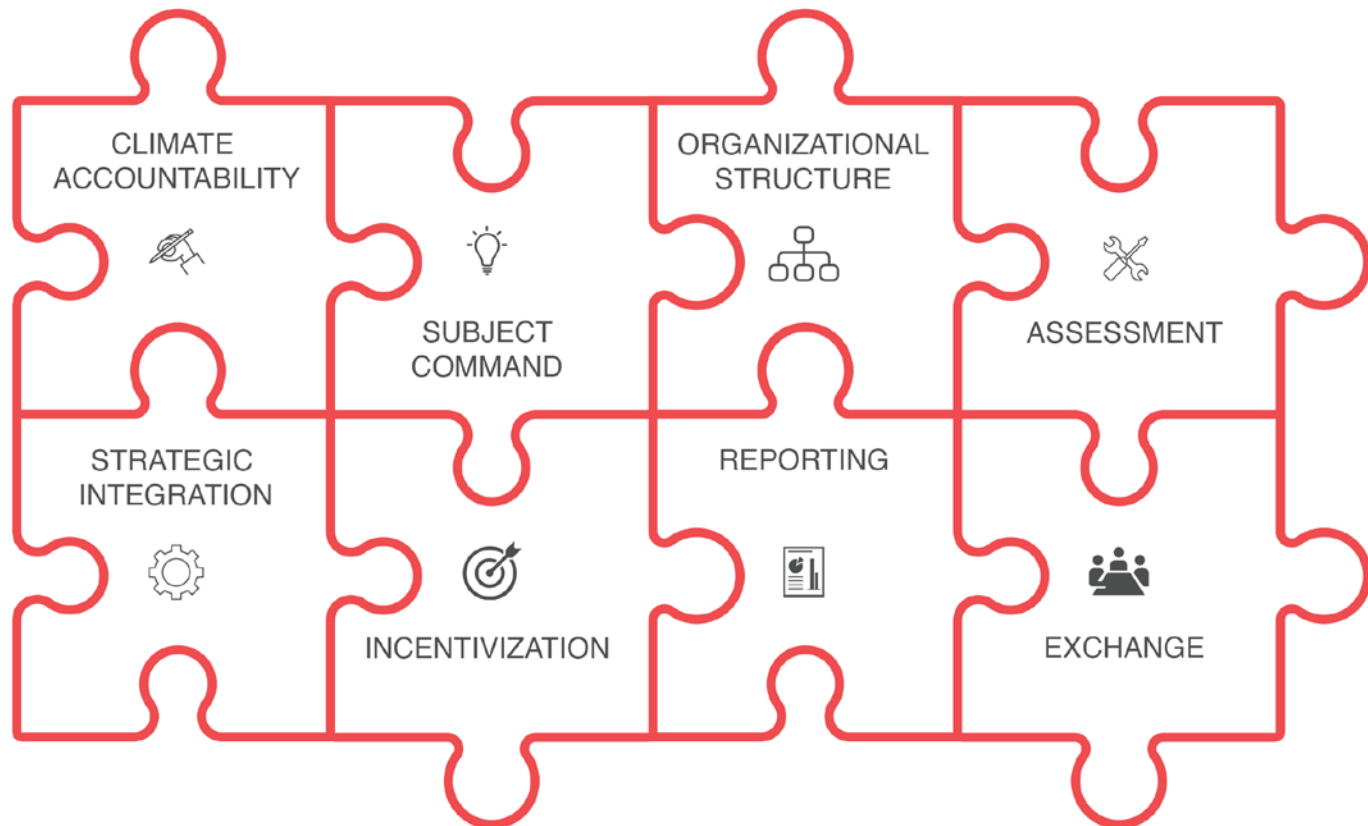 CLIMATE
ACCOUNTABILITY
SUBJECT
COMMAND
ORGANIZATIONAL
STRUCTURE
ASSESSMENT
STRATEGIC
INTEGRATION
INCENTIVIZATION
REPORTING
EXCHANGE